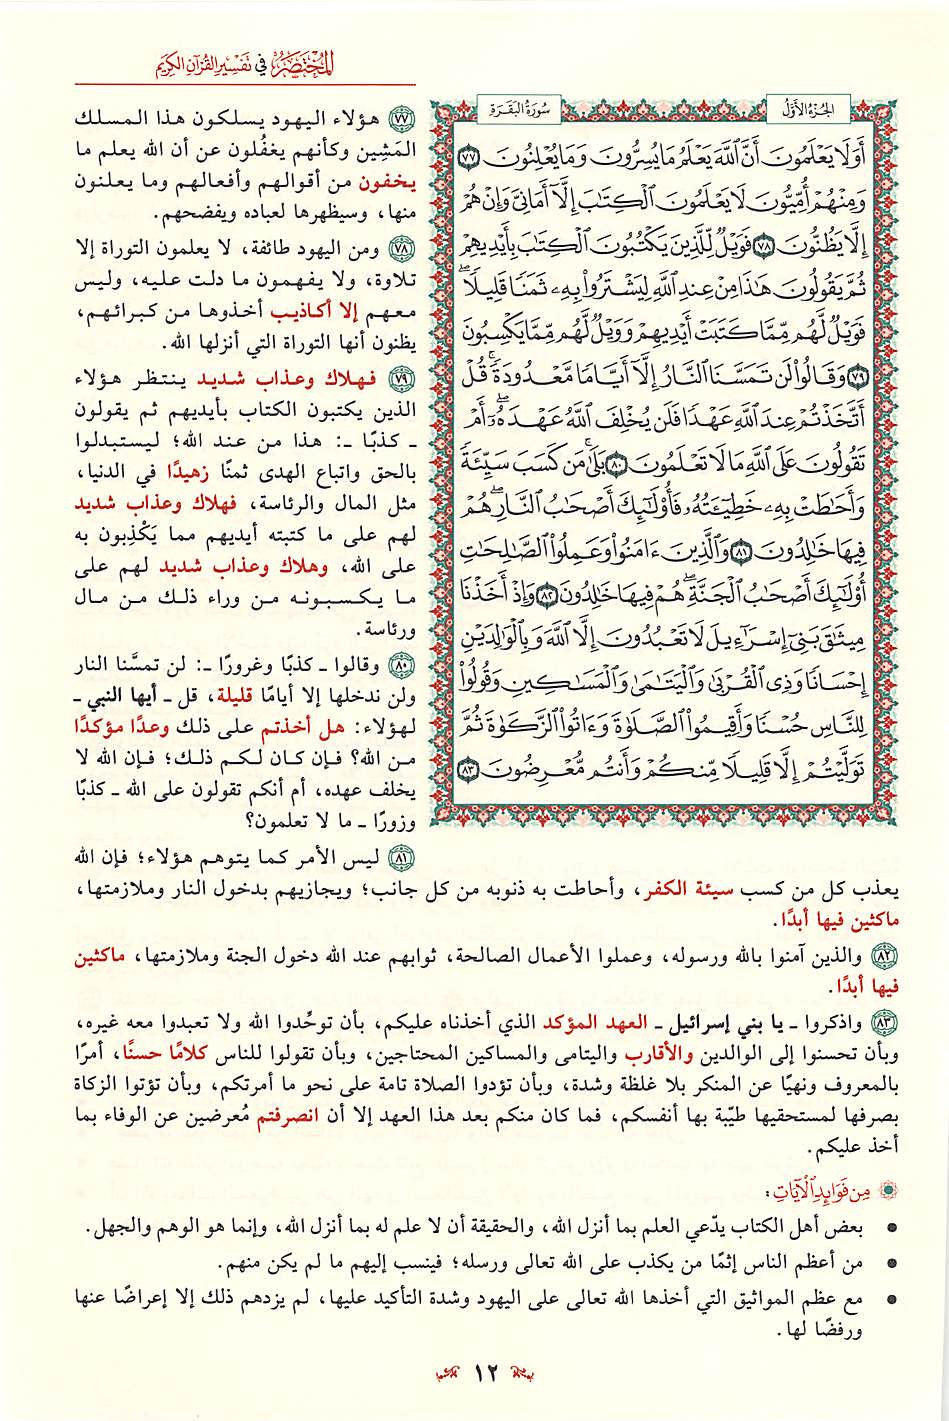 المختصر في تفسير القرآن الكريم
الجزء الأول
سورة البقرة
أَوَلَا يَعْلَمُونَ أَنَّ ٱللَّهَ يَعْلَمُ مَا يُسِرُّونَ وَمَا يُعْلِنُونَ ٧٧
وَمِنْهُمْ أُمِّيُّونَ لَا يَعْلَمُونَ ٱلْكِتَٰبَ إِلَّآ أَمَانِيَّ وَإِنْ هُمْ
إِلَّا يَظُنُّونَ ٧٨ فَوَيْلٌ لِّلَّذِينَ يَكْتُبُونَ ٱلْكِتَٰبَ بِأَيْدِيهِمْ
ثُمَّ يَقُولُونَ هَٰذَا مِنْ عِندِ ٱللَّهِ لِيَشْتَرُوا۟ بِهِۦ ثَمَنًا قَلِيلًا ۖ
فَوَيْلٌ لَّهُم مِّمَّا كَتَبَتْ أَيْدِيهِمْ وَوَيْلٌ لَّهُم مِّمَّا يَكْسِبُونَ
٧٩ وَقَالُوا۟ لَن تَمَسَّنَا ٱلنَّارُ إِلَّآ أَيَّامًا مَّعْدُودَةً ۚ قُلْ
أَتَّخَذْتُمْ عِندَ ٱللَّهِ عَهْدًا فَلَن يُخْلِفَ ٱللَّهُ عَهْدَهُۥٓ ۖ أَمْ
تَقُولُونَ عَلَى ٱللَّهِ مَا لَا تَعْلَمُونَ ٨٠ بَلَىٰ ۚ مَن كَسَبَ سَيِّئَةً
وَأَحَٰطَتْ بِهِۦ خَطِيٓـَٔتُهُۥ فَأُو۟لَٰٓئِكَ أَصْحَٰبُ ٱلنَّارِ ۖ هُمْ
فِيهَا خَٰلِدُونَ ٨١ وَٱلَّذِينَ ءَامَنُوا۟ وَعَمِلُوا۟ ٱلصَّٰلِحَٰتِ
أُو۟لَٰٓئِكَ أَصْحَٰبُ ٱلْجَنَّةِ ۖ هُمْ فِيهَا خَٰلِدُونَ ٨٢ وَإِذْ أَخَذْنَا
مِيثَٰقَ بَنِىٓ إِسْرَٰٓءِيلَ لَا تَعْبُدُونَ إِلَّا ٱللَّهَ وَبِٱلْوَٰلِدَيْنِ
إِحْسَانًا وَذِى ٱلْقُرْبَىٰ وَٱلْيَتَٰمَىٰ وَٱلْمَسَٰكِينِ وَقُولُوا۟
لِلنَّاسِ حُسْنًا وَأَقِيمُوا۟ ٱلصَّلَوٰةَ وَءَاتُوا۟ ٱلزَّكَوٰةَ ثُمَّ
تَوَلَّيْتُمْ إِلَّا قَلِيلًا مِّنكُمْ وَأَنتُم مُّعْرِضُونَ ٨٣
٧٧ هؤلاء اليهود يسلكون هذا المسلك
المَشِين وكأنهم يغفُلون عن أن الله يعلم ما
يخفون من أقوالهم وأفعالهم وما يعلنون
منها، وسيظهرها لعباده ويفضحهم.
٧٨ ومن اليهود طائفة، لا يعلمون التوراة إلا
تلاوة، ولا يفهمون ما دلت عليه، وليس
معهم إلا أكاذيب أخذوها من كبرائهم،
يظنون أنها التوراة التي أنزلها الله.
٧٩ فهلاك وعذاب شديد ينتظر هؤلاء
الذين يكتبون الكتاب بأيديهم ثم يقولون
ـ كذبًا ـ: هذا من عند الله؛ ليستبدلوا
بالحق واتباع الهدى ثمنًا زهيدًا في الدنيا،
مثل المال والرئاسة، فهلاك وعذاب شديد
لهم على ما كتبته أيديهم مما يَكْذِبون به
على الله، وهلاك وعذاب شديد لهم على
ما يكسبونه من وراء ذلك من مال
ورئاسة.
٨٠ وقالوا ـ كذبًا وغرورًا ـ: لن تمسَّنا النار
ولن ندخلها إلا أيامًا قليلة، قل ـ أيها النبي ـ
لهؤلاء: هل أخذتم على ذلك وعدًا مؤكدًا
من الله؟ فإن كان لكم ذلك؛ فإن الله لا
يخلف عهده، أم أنكم تقولون على الله ـ كذبًا
وزورًا ـ ما لا تعلمون؟
٨١ ليس الأمر كما يتوهم هؤلاء؛ فإن الله
يعذب كل من كسب سيئة الكفر، وأحاطت به ذنوبه من كل جانب؛ ويجازيهم بدخول النار وملازمتها،
ماكثين فيها أبدًا.
٨٢ والذين آمنوا بالله ورسوله، وعملوا الأعمال الصالحة، ثوابهم عند الله دخول الجنة وملازمتها، ماكثين
فيها أبدًا.
٨٣ واذكروا ـ يا بني إسرائيل ـ العهد المؤكد الذي أخذناه عليكم، بأن توحِّدوا الله ولا تعبدوا معه غيره،
وبأن تحسنوا إلى الوالدين والأقارب واليتامى والمساكين المحتاجين، وبأن تقولوا للناس كلامًا حسنًا، أمرًا
بالمعروف ونهيًا عن المنكر بلا غلظة وشدة، وبأن تؤدوا الصلاة تامة على نحو ما أمرتكم، وبأن تؤتوا الزكاة
بصرفها لمستحقيها طيّبة بها أنفسكم، فما كان منكم بعد هذا العهد إلا أن انصرفتم مُعرضين عن الوفاء بما
أخذ عليكم.
مِن فَوَائِدِ ٱلْآيَاتِ:
• بعض أهل الكتاب يدّعي العلم بما أنزل الله، والحقيقة أن لا علم له بما أنزل الله، وإنما هو الوهم والجهل.
• من أعظم الناس إثمًا من يكذب على الله تعالى ورسله؛ فينسب إليهم ما لم يكن منهم.
• مع عظم المواثيق التي أخذها الله تعالى على اليهود وشدة التأكيد عليها، لم يزدهم ذلك إلا إعراضًا عنها
ورفضًا لها.
١٢